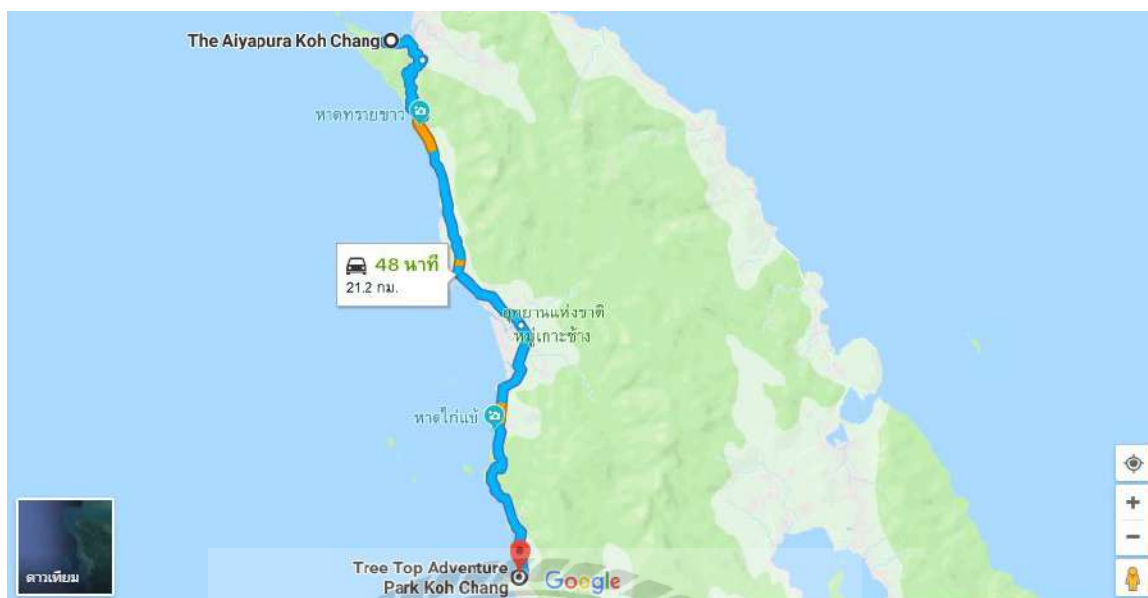 The Aiyapura Koh Chang
หาดทรายขาว
48 นาที
21.2 กม.
อุทยานแห่งชาติ
หมู่เกาะช้าง
หาดไก่แบ้
Tree Top Adventure
Park Koh Chang
Google
ดาวเทียม